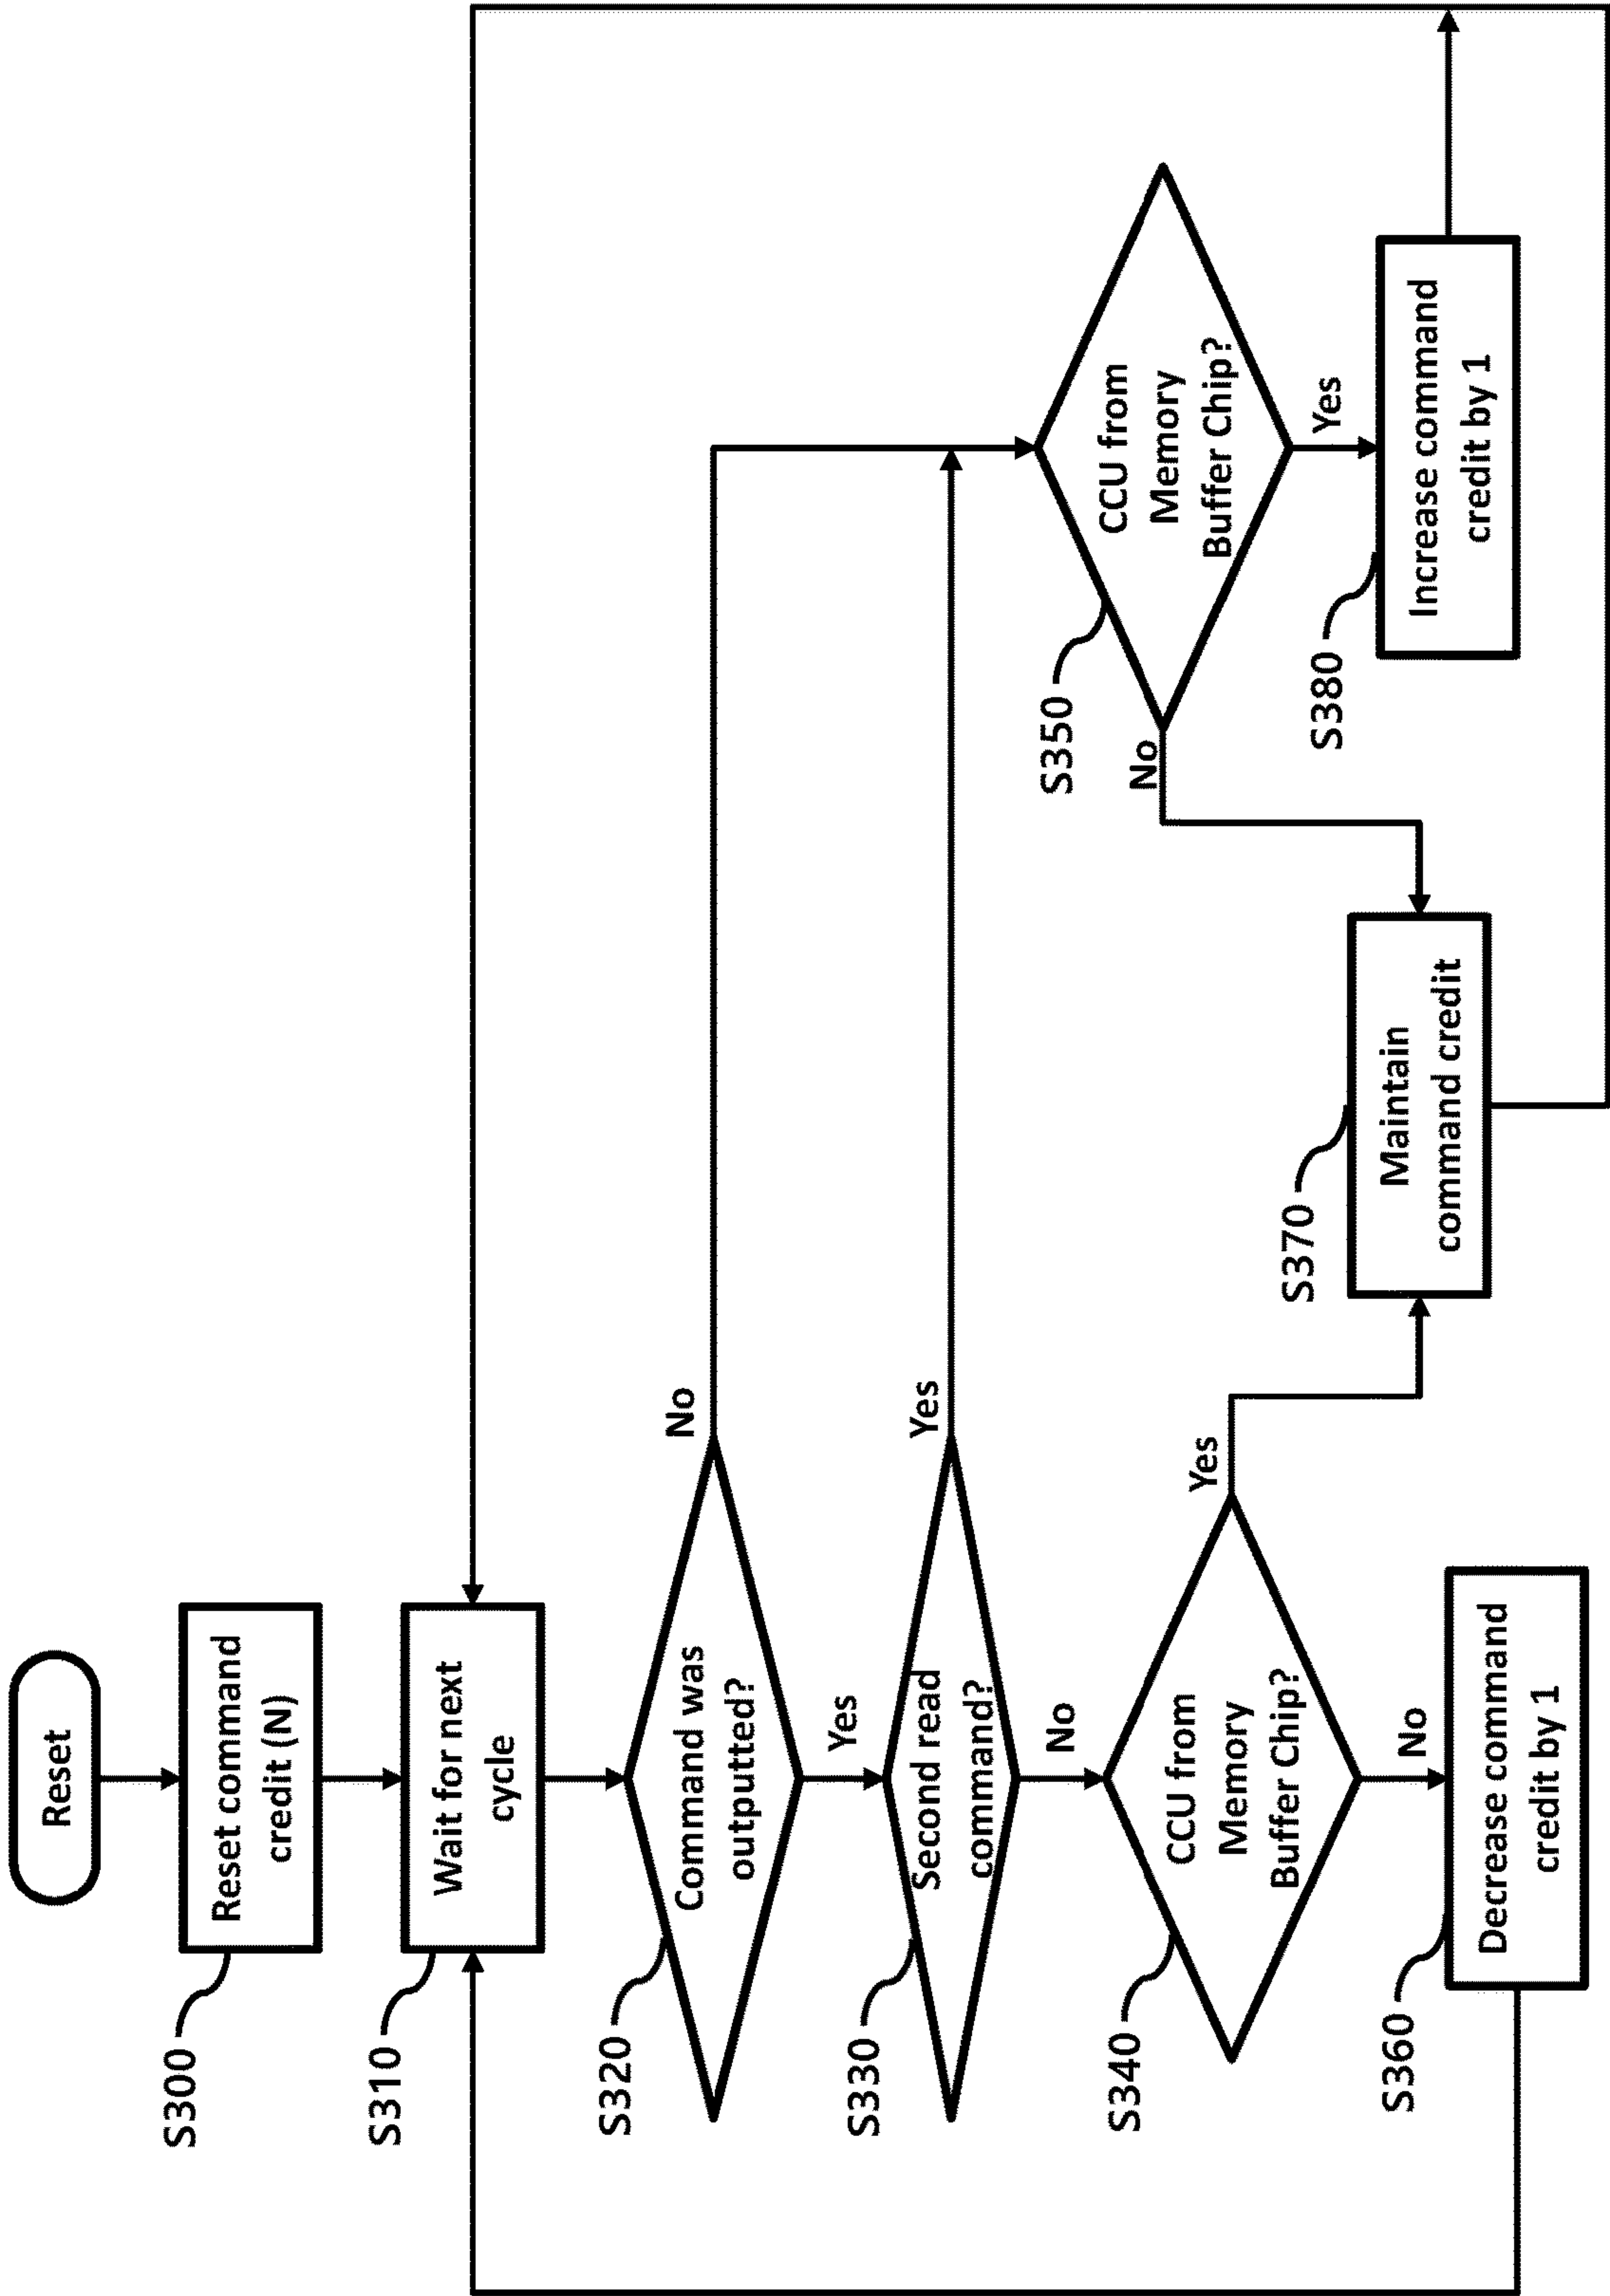 Reset
S300
Reset command
credit (N)
S310
Wait for next
cycle
S320
Command was
outputted?
No
Yes
S330
Second read
command?
Yes
No
S340
CCU from
Memory
Buffer Chip?
Yes
No
S350
CCU from
Memory
Buffer Chip?
No
Yes
S360
Decrease command
credit by 1
S370
Maintain
command credit
S380
Increase command
credit by 1